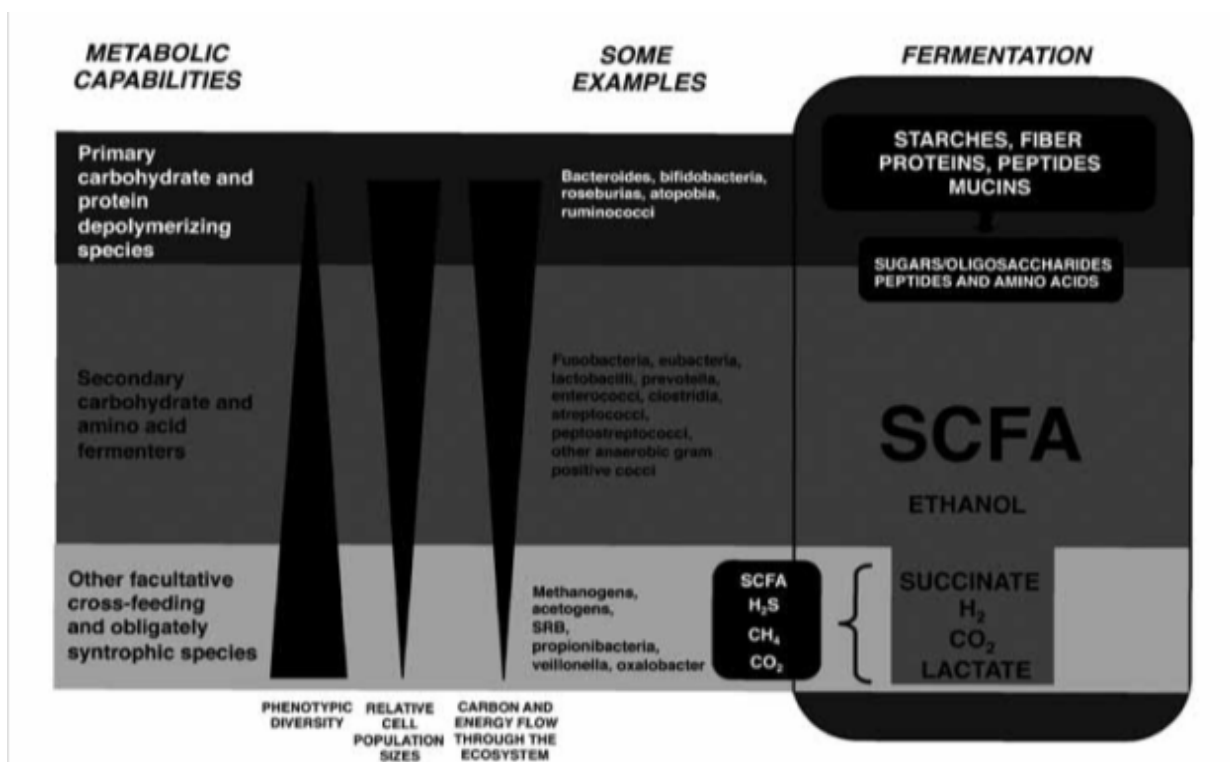 METABOLIC
CAPABILITIES
SOME
EXAMPLES
FERMENTATION
Primary
carbohydrate and
protein
depolymerizing
species
Bacteroides, bifidobacteria,
roseburias, atopobia,
ruminococci
STARCHES, FIBER
PROTEINS, PEPTIDES
MUCINS
SUGARS/OLIGOSACCHARIDES
PEPTIDES AND AMINO ACIDS
Secondary
carbohydrate and
amino acid
fermenters
Fusobacteria, eubacteria,
lactobacilli, prevotella,
enterococci, clostridia,
streptococci,
peptostreptococci,
other anaerobic gram
positive cocci
SCFA
ETHANOL
Other facultative
cross-feeding
and obligately
syntrophic species
Methanogens,
acetogens,
SRB,
propionibacteria,
veillonella, oxalobacter
SCFA
H₂S
CH₄
CO₂
SUCCINATE
H₂
CO₂
LACTATE
PHENOTYPIC
DIVERSITY
RELATIVE
CELL
POPULATION
SIZES
CARBON AND
ENERGY FLOW
THROUGH THE
ECOSYSTEM